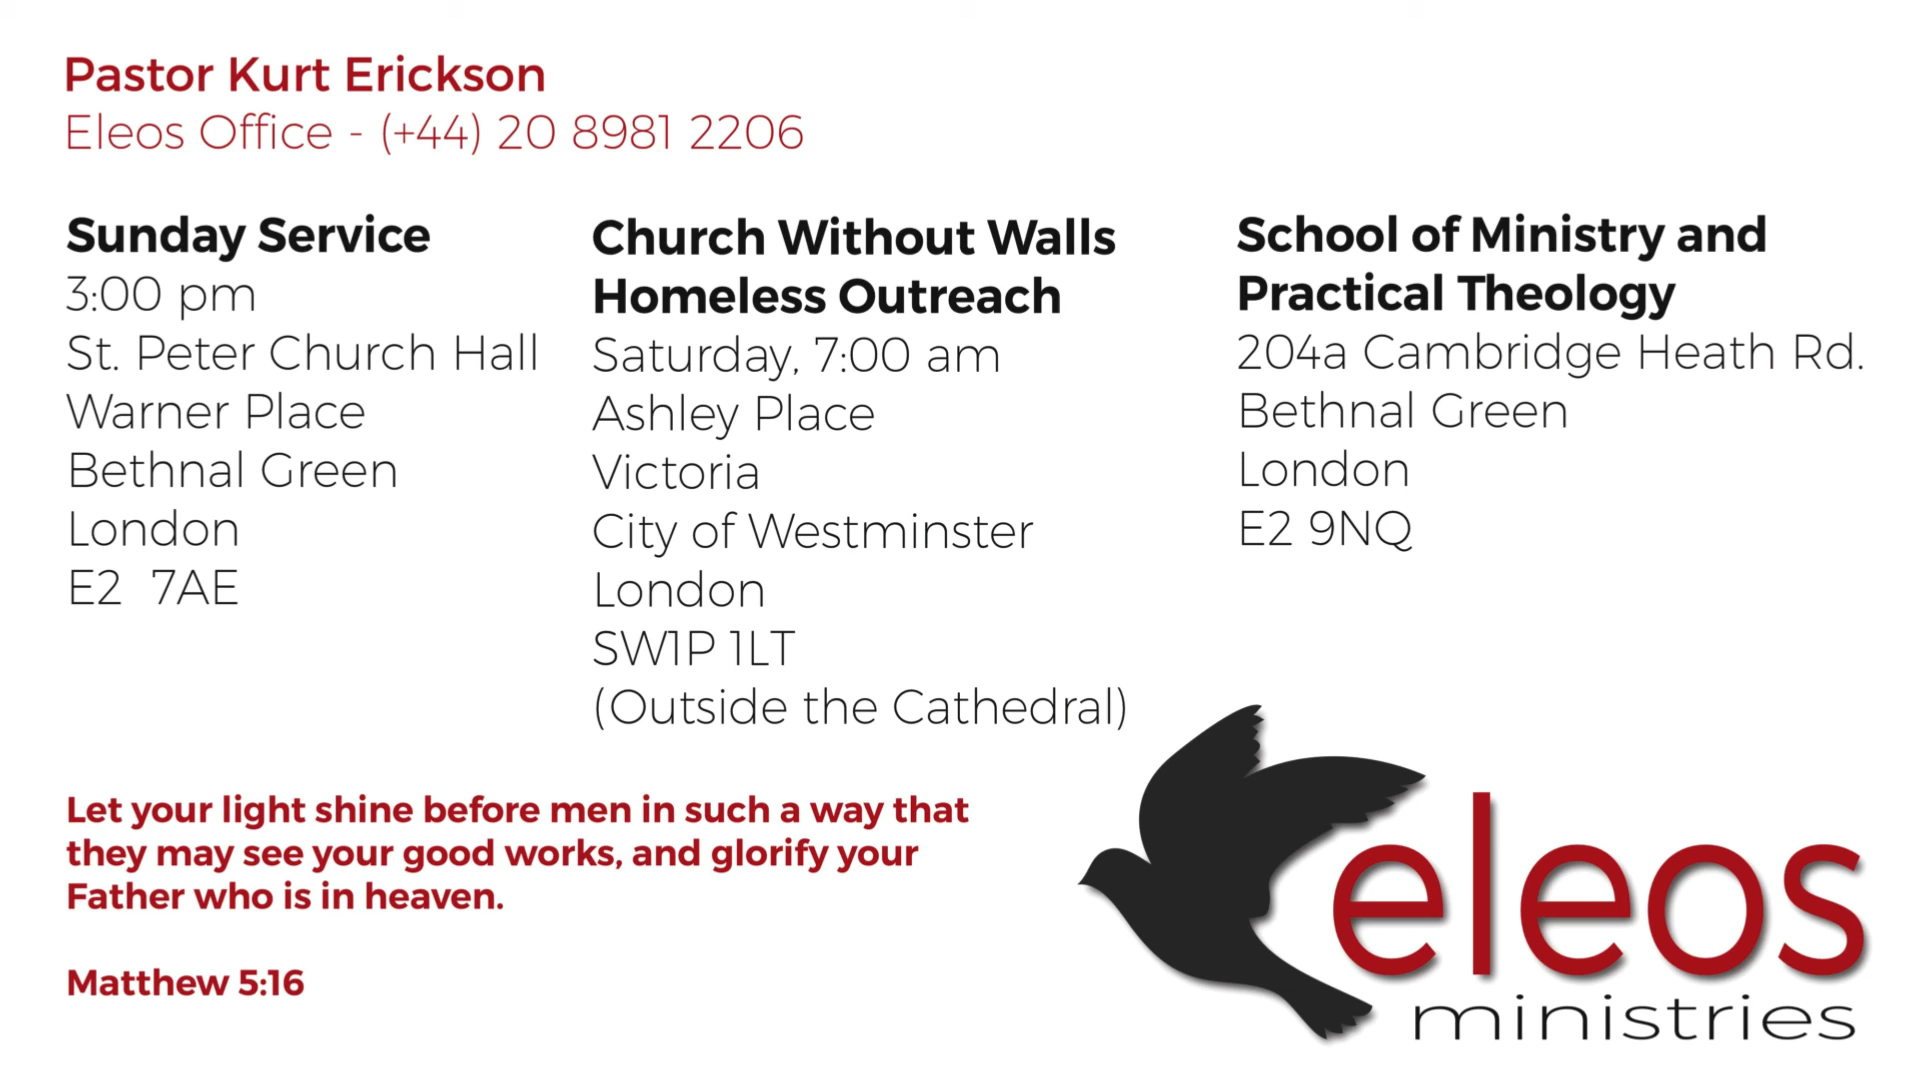 Pastor Kurt Erickson
Eleos Office - (+44) 20 8981 2206
Sunday Service
3:00 pm
St. Peter Church Hall
Warner Place
Bethnal Green
London
E2  7AE
Church Without Walls
Homeless Outreach
Saturday, 7:00 am
Ashley Place
Victoria
City of Westminster
London
SW1P 1LT
(Outside the Cathedral)
School of Ministry and
Practical Theology
204a Cambridge Heath Rd.
Bethnal Green
London
E2 9NQ
Let your light shine before men in such a way that
they may see your good works, and glorify your
Father who is in heaven.
Matthew 5:16
eleos
ministries